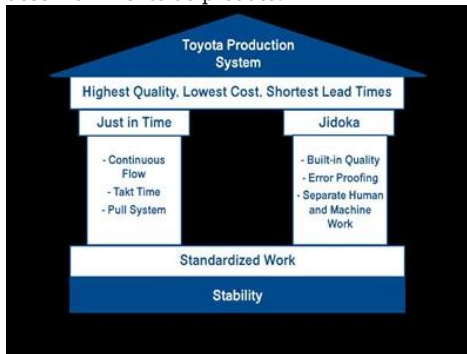 Toyota Production
System
Highest Quality, Lowest Cost, Shortest Lead Times
Just in Time
- Continuous
Flow
- Takt Time
- Pull System
Jidoka
- Built-in Quality
- Error Proofing
- Separate Human
and Machine
Work
Standardized Work
Stability